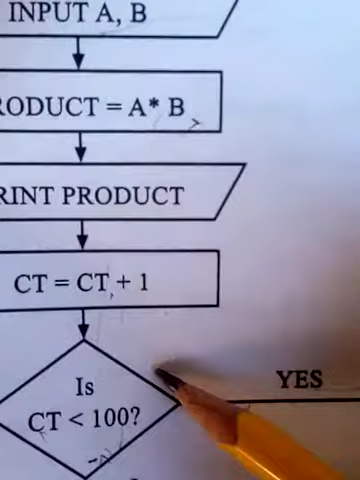 INPUT A, B
RODUCT = A* B
RINT PRODUCT
CT = CT + 1
Is
CT < 100?
YES